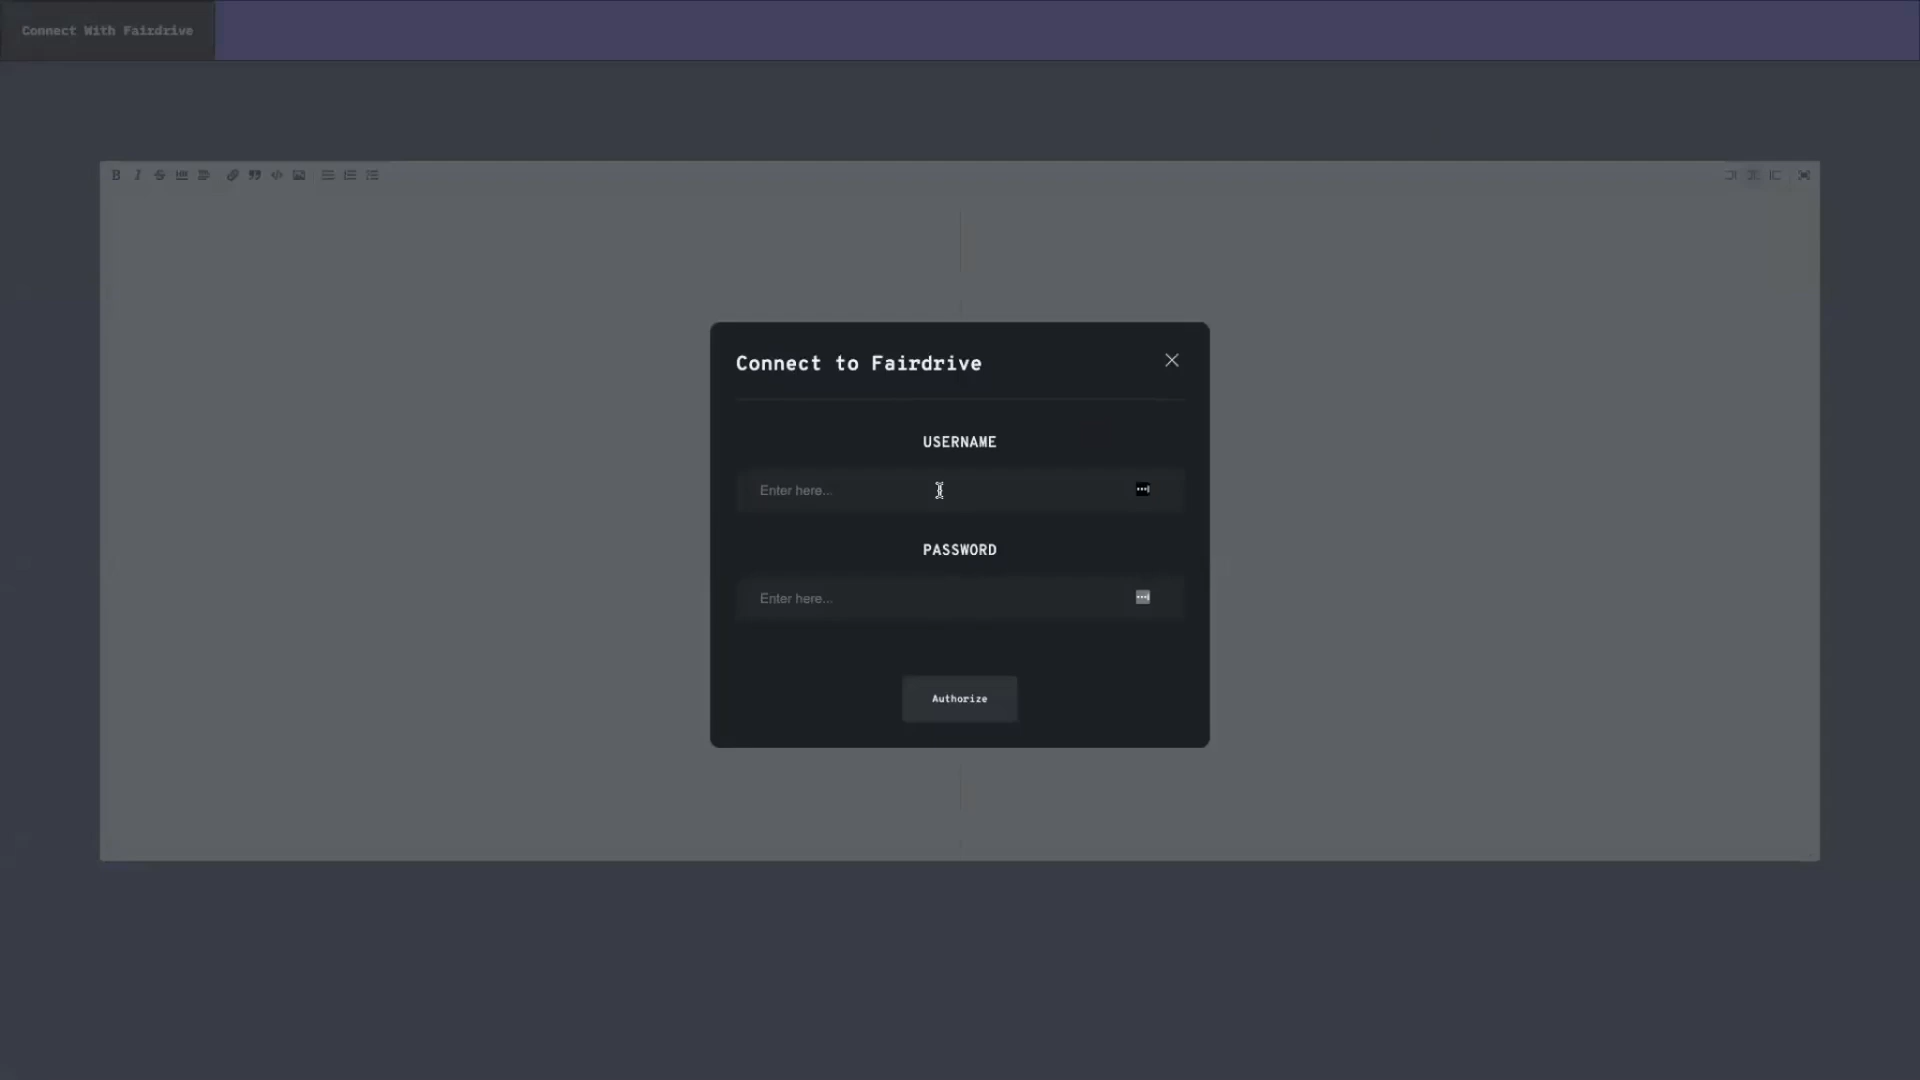 Connect With Fairdrive
Connect to Fairdrive
USERNAME
Enter here...
PASSWORD
Enter here...
Authorize